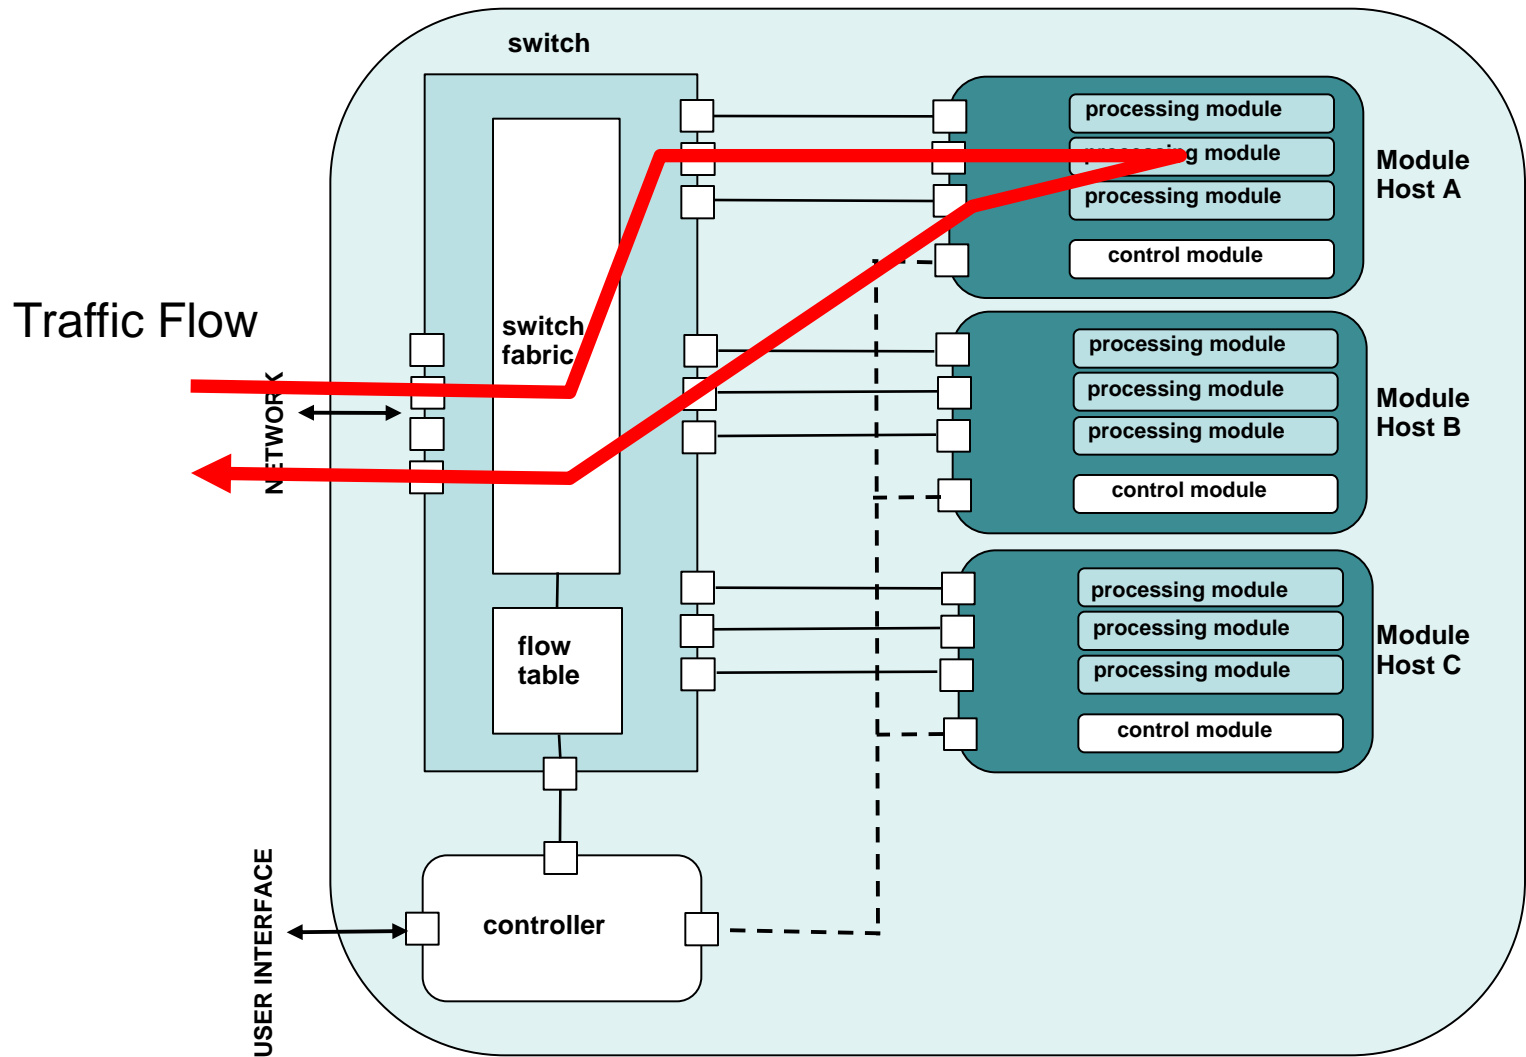 switch
processing module
processing module
processing module
control module
Module
Host A
Traffic Flow
switch
fabric
NETWORK
processing module
processing module
processing module
control module
Module
Host B
flow
table
processing module
processing module
processing module
control module
Module
Host C
controller
USER INTERFACE